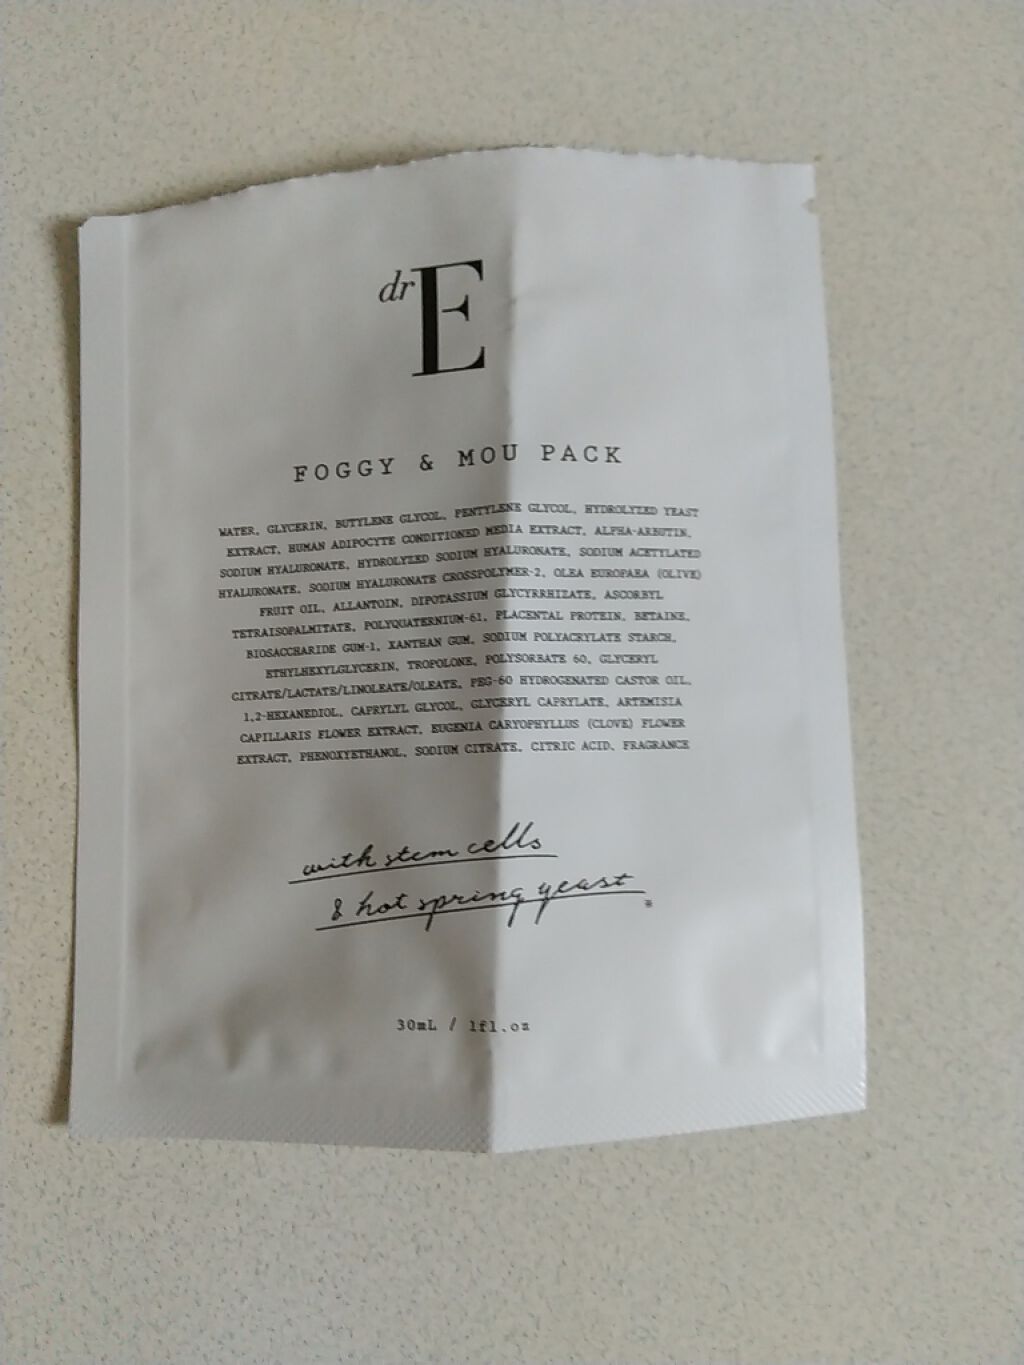 dr E
FOGGY & MOU PACK
WATER, GLYCERIN, BUTYLENE GLYCOL, PENTYLENE GLYCOL, HYDROLYZED YEAST
EXTRACT, HUMAN ADIPOCYTE CONDITIONED MEDIA EXTRACT, ALPHA-ARBUTIN,
SODIUM HYALURONATE, HYDROLYZED SODIUM HYALURONATE, SODIUM ACETYLATED
HYALURONATE, SODIUM HYALURONATE CROSSPOLYMER-2, OLEA EUROPAEA (OLIVE)
FRUIT OIL, ALLANTOIN, DIPOTASSIUM GLYCYRRHIZATE, ASCORBYL
TETRAISOPALMITATE, POLYQUATERNIUM-61, PLACENTAL PROTEIN, BETAINE,
BIOSACCHARIDE GUM-1, XANTHAN GUM, SODIUM POLYACRYLATE STARCH,
ETHYLHEXYLGLYCERIN, TROPOLONE, POLYSORBATE 60, GLYCERYL
CITRATE/LACTATE/LINOLEATE/OLEATE, PEG-60 HYDROGENATED CASTOR OIL,
1,2-HEXANEDIOL, CAPRYLYL GLYCOL, GLYCERYL CAPRYLATE, ARTEMISIA
CAPILLARIS FLOWER EXTRACT, EUGENIA CARYOPHYLLUS (CLOVE) FLOWER
EXTRACT, PHENOXYETHANOL, SODIUM CITRATE, CITRIC ACID, FRAGRANCE
with stem cells
& hot spring yeast ※
30mL / 1fl.oz